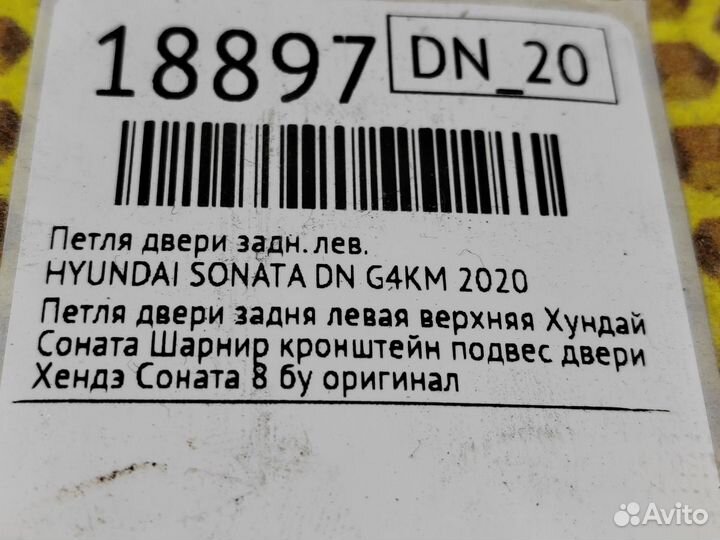 18897 DN_20
Петля двери задн. лев.
HYUNDAI SONATA DN G4KM 2020
Петля двери задня левая верхняя Хундай
Соната Шарнир кронштейн подвес двери
Хендэ Соната 8 бу оригинал
Avito